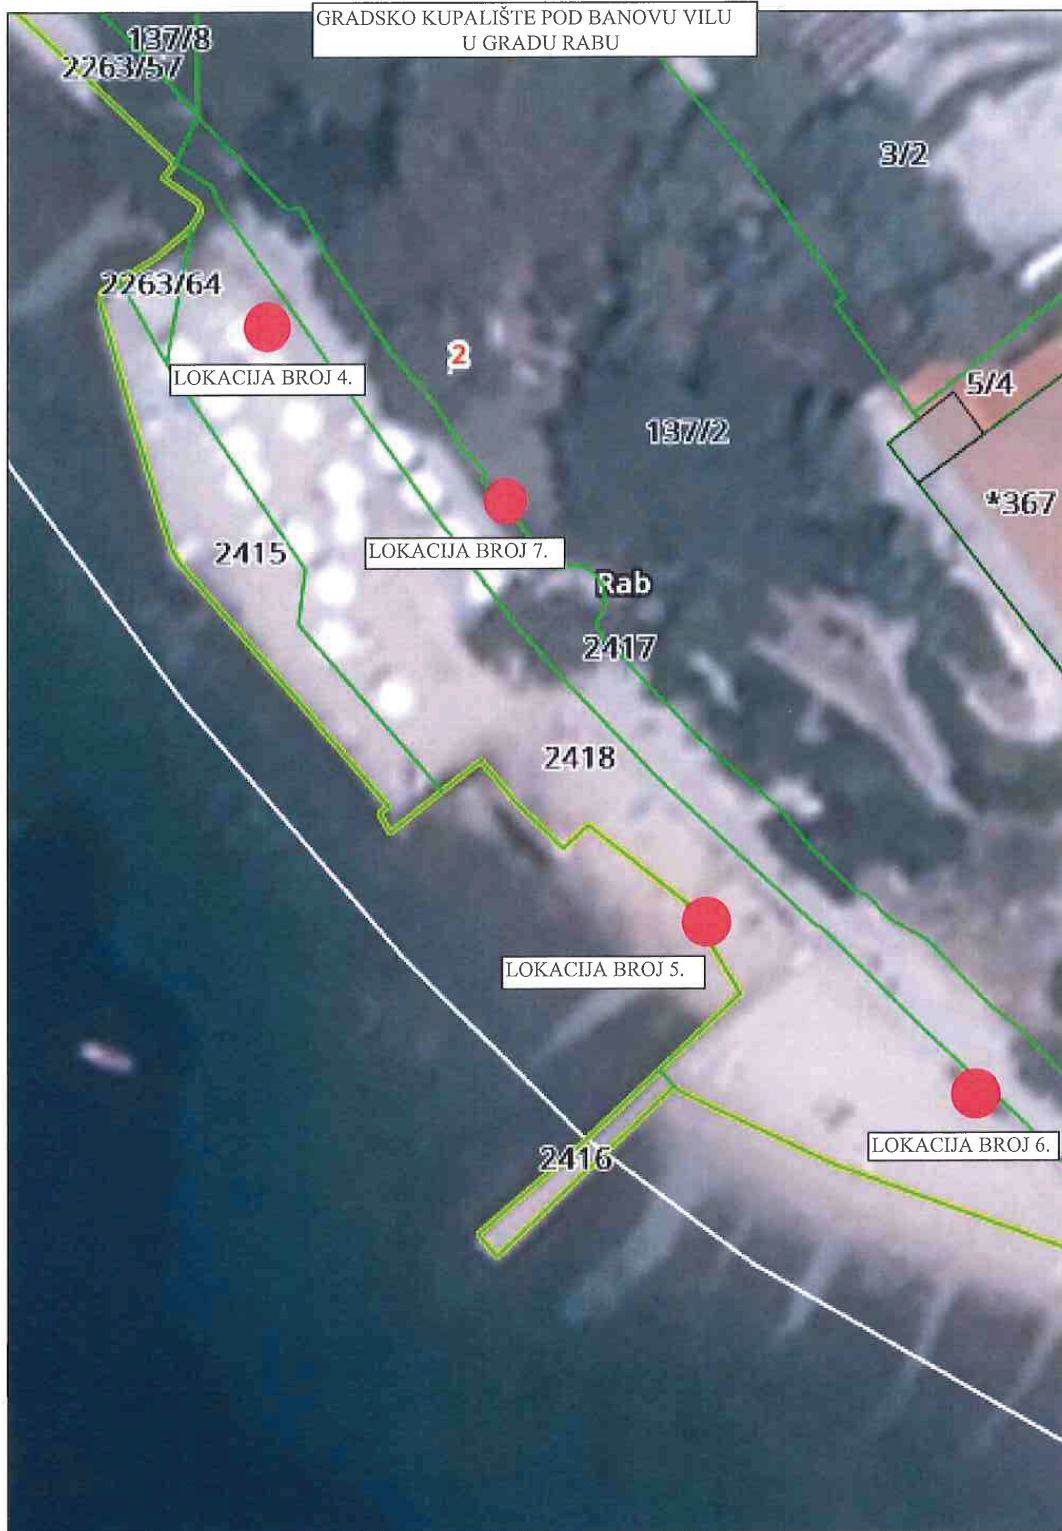 GRADSKO KUPALIŠTE POD BANOVU VILU
U GRADU RABU
137/8
2263/57
3/2
2263/64
2
LOKACIJA BROJ 4.
5/4
137/2
*367
LOKACIJA BROJ 7.
2415
Rab
2417
2418
LOKACIJA BROJ 5.
LOKACIJA BROJ 6.
2416